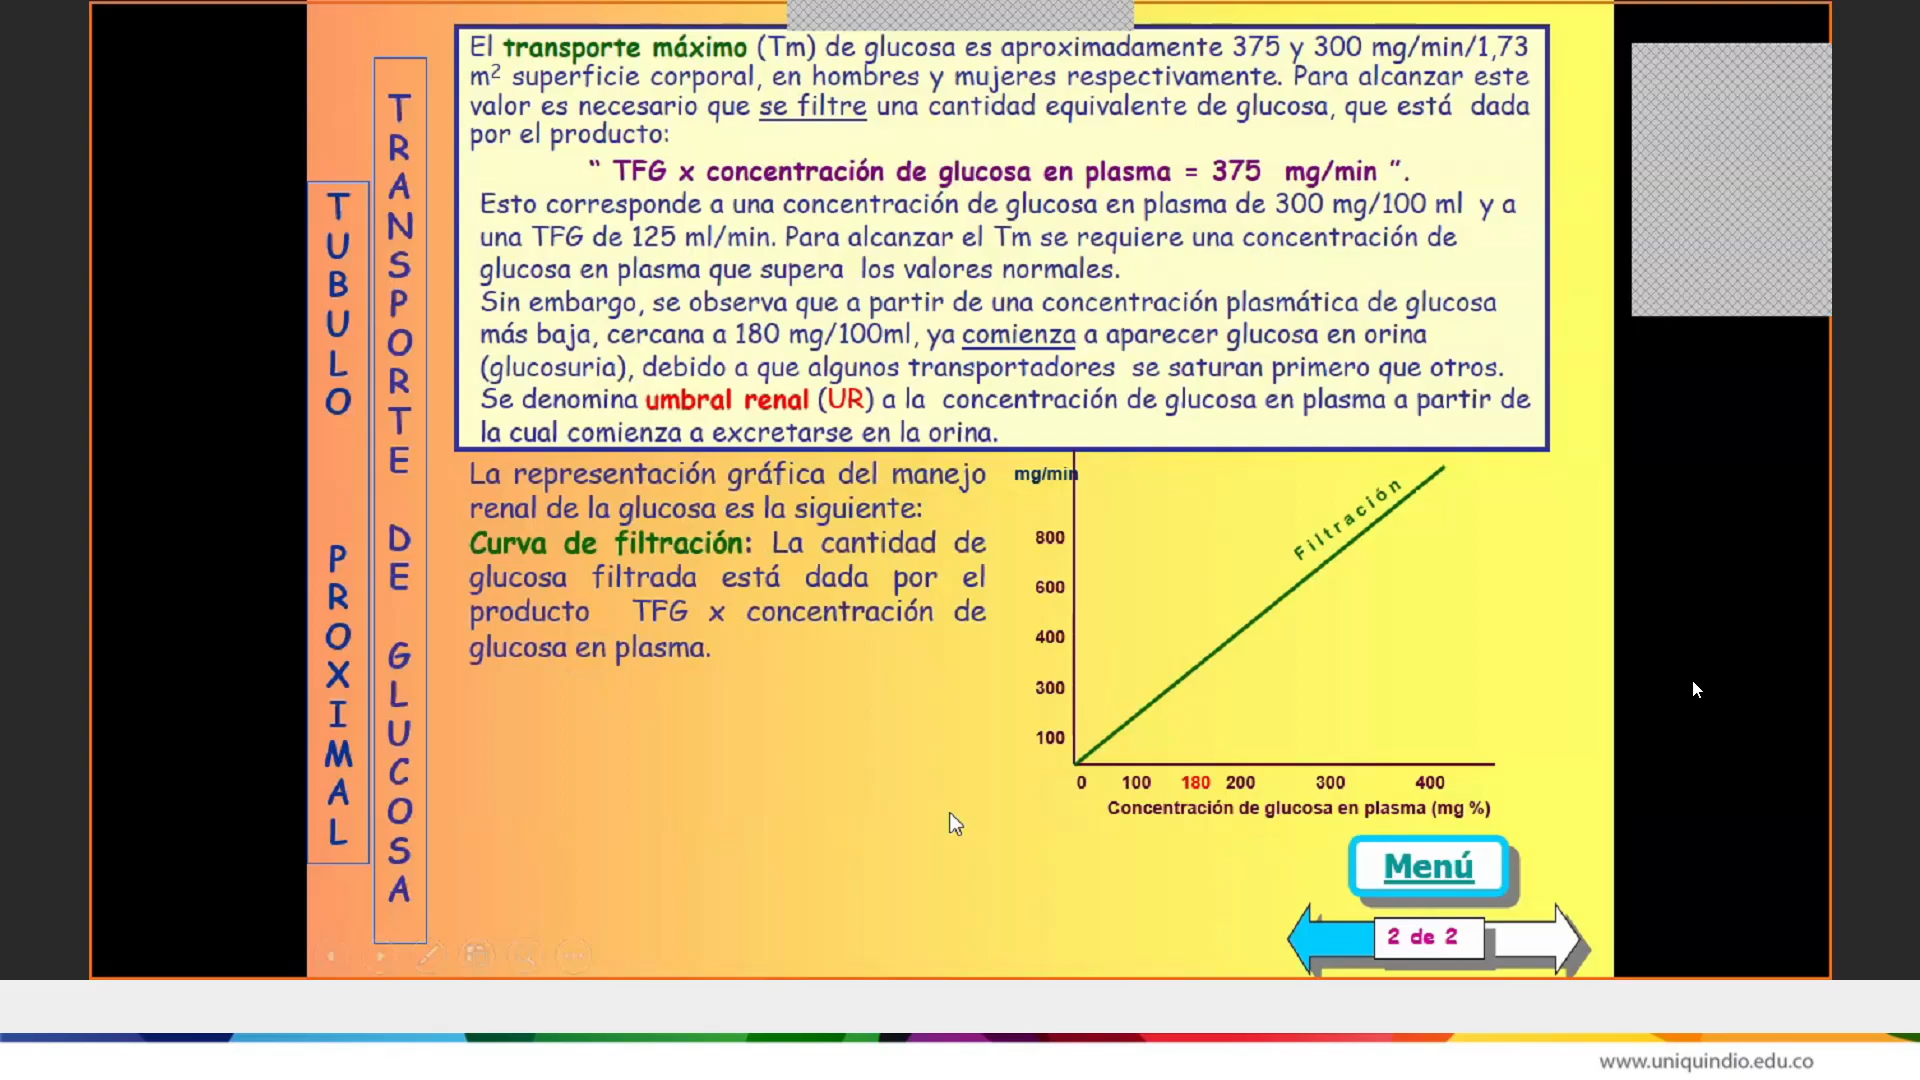 El transporte máximo (Tm) de glucosa es aproximadamente 375 y 300 mg/min/1,73
m² superficie corporal, en hombres y mujeres respectivamente. Para alcanzar este
valor es necesario que se filtre una cantidad equivalente de glucosa, que está dada
por el producto:
“ TFG x concentración de glucosa en plasma = 375 mg/min ”.
Esto corresponde a una concentración de glucosa en plasma de 300 mg/100 ml y a
una TFG de 125 ml/min. Para alcanzar el Tm se requiere una concentración de
glucosa en plasma que supera los valores normales.
Sin embargo, se observa que a partir de una concentración plasmática de glucosa
más baja, cercana a 180 mg/100ml, ya comienza a aparecer glucosa en orina
(glucosuria), debido a que algunos transportadores se saturan primero que otros.
Se denomina umbral renal (UR) a la concentración de glucosa en plasma a partir de
la cual comienza a excretarse en la orina.
TUBULO PROXIMAL
TRANSPORTE DE GLUCOSA
La representación gráfica del manejo
renal de la glucosa es la siguiente:
Curva de filtración: La cantidad de
glucosa filtrada está dada por el
producto TFG x concentración de
glucosa en plasma.
mg/min
Filtración
800
600
400
300
100
0 100 180 200 300 400
Concentración de glucosa en plasma (mg %)
Menú
2 de 2
www.uniquindio.edu.co